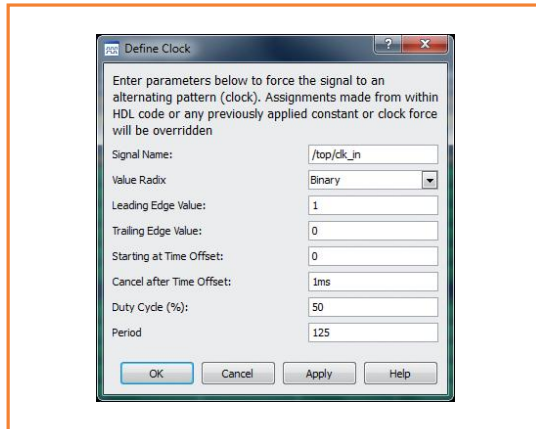 Define Clock
Enter parameters below to force the signal to an
alternating pattern (clock). Assignments made from within
HDL code or any previously applied constant or clock force
will be overridden
Signal Name: /top/clk_in
Value Radix Binary
Leading Edge Value: 1
Trailing Edge Value: 0
Starting at Time Offset: 0
Cancel after Time Offset: 1ms
Duty Cycle (%): 50
Period 125
OK Cancel Apply Help